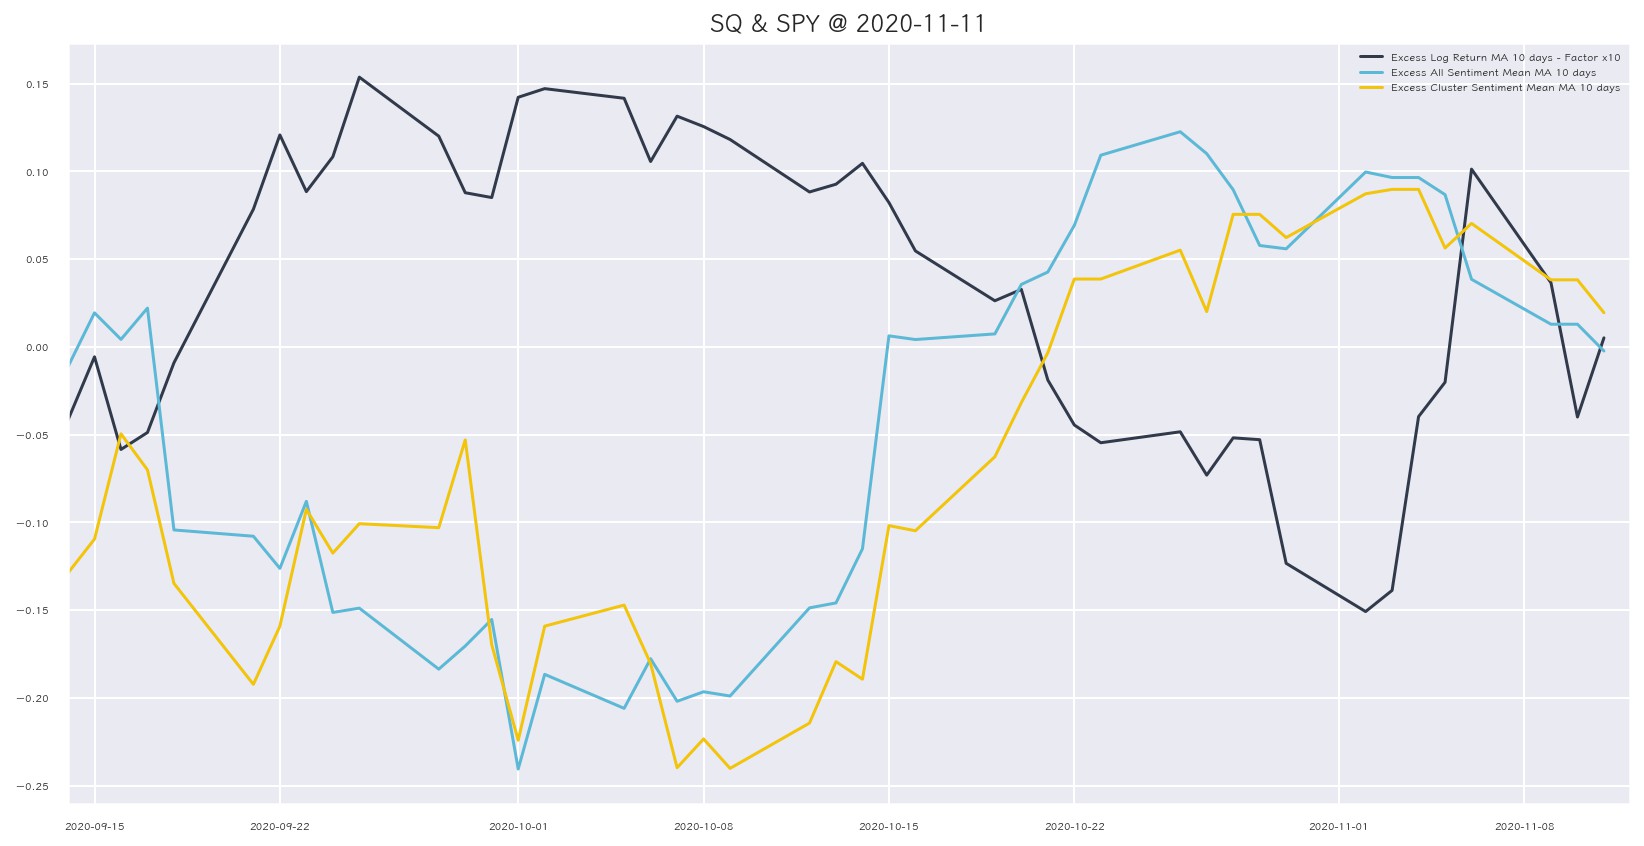 SQ & SPY @ 2020-11-11
Excess Log Return MA 10 days - Factor x10
Excess All Sentiment Mean MA 10 days
Excess Cluster Sentiment Mean MA 10 days
0.15
0.10
0.05
0.00
−0.05
−0.10
−0.15
−0.20
−0.25
2020-09-15 2020-09-22 2020-10-01 2020-10-08 2020-10-15 2020-10-22 2020-11-01 2020-11-08